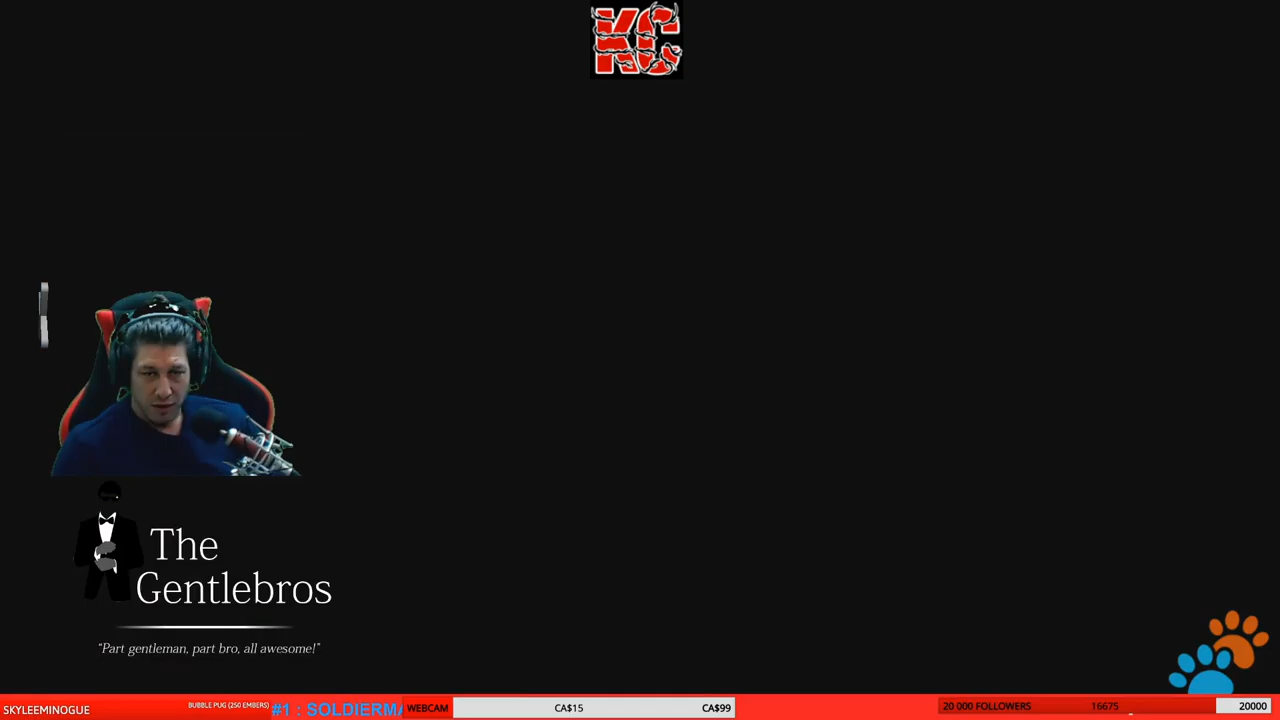 KC
The
Gentlebros
“Part gentleman, part bro, all awesome!”
SKYLEEMINOGUE BUBBLE PUG (250 EMBERS) #1 : SOLDIERMA WEBCAM CA$15 CA$99 20 000 FOLLOWERS 16675 20000